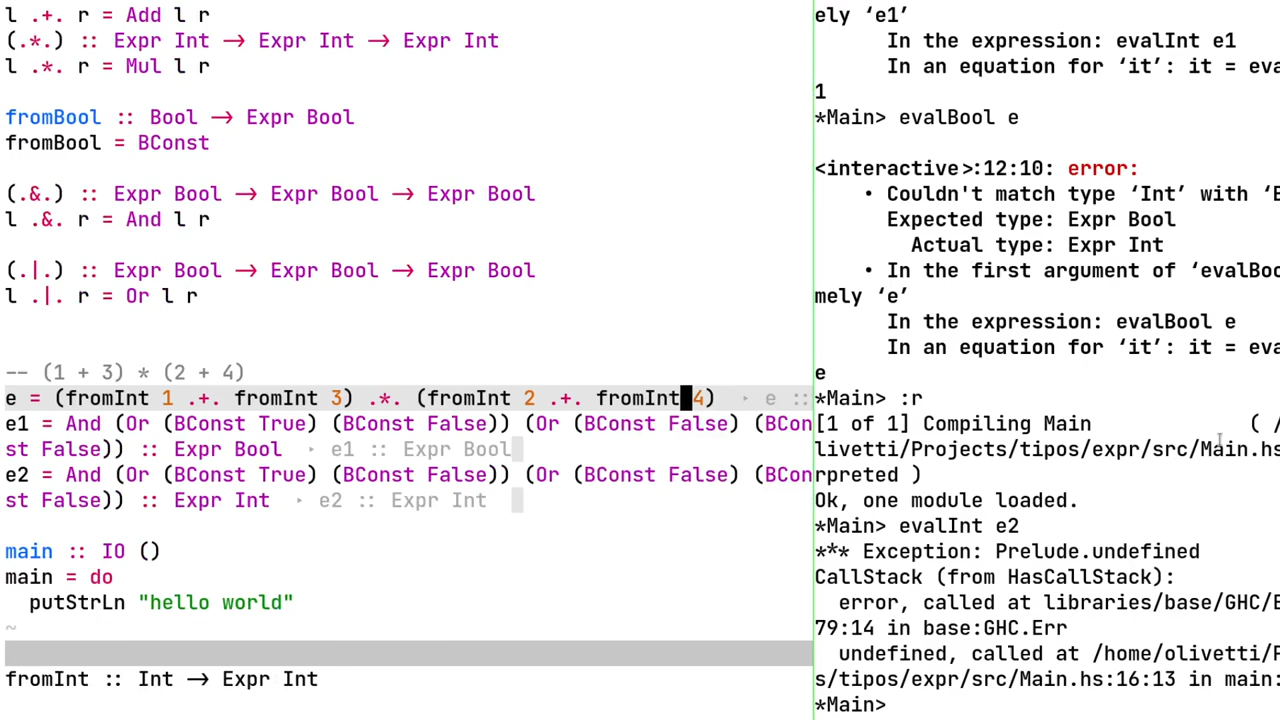 l .+. r = Add l r
(.*.) :: Expr Int → Expr Int → Expr Int
l .*. r = Mul l r
fromBool :: Bool → Expr Bool
fromBool = BConst
(.&.) :: Expr Bool → Expr Bool → Expr Bool
l .&. r = And l r
(.|.) :: Expr Bool → Expr Bool → Expr Bool
l .|. r = Or l r
-- (1 + 3) * (2 + 4)
e = (fromInt 1 .+. fromInt 3) .*. (fromInt 2 .+. fromInt 4) ‣ e ::
e1 = And (Or (BConst True) (BConst False)) (Or (BConst False) (BCon
st False)) :: Expr Bool ‣ e1 :: Expr Bool
e2 = And (Or (BConst True) (BConst False)) (Or (BConst False) (BCon
st False)) :: Expr Int ‣ e2 :: Expr Int
main :: IO ()
main = do
putStrLn "hello world"
~
fromInt :: Int → Expr Int
ely ‘e1’
In the expression: evalInt e1
In an equation for ‘it’: it = eva
1
*Main> evalBool e
<interactive>:12:10: error:
• Couldn't match type ‘Int’ with ‘B
Expected type: Expr Bool
Actual type: Expr Int
• In the first argument of ‘evalBoo
mely ‘e’
In the expression: evalBool e
In an equation for ‘it’: it = eva
e
*Main> :r
[1 of 1] Compiling Main ( /
livetti/Projects/tipos/expr/src/Main.hs
rpreted )
Ok, one module loaded.
*Main> evalInt e2
*** Exception: Prelude.undefined
CallStack (from HasCallStack):
error, called at libraries/base/GHC/E
79:14 in base:GHC.Err
undefined, called at /home/olivetti/P
s/tipos/expr/src/Main.hs:16:13 in main:
*Main>